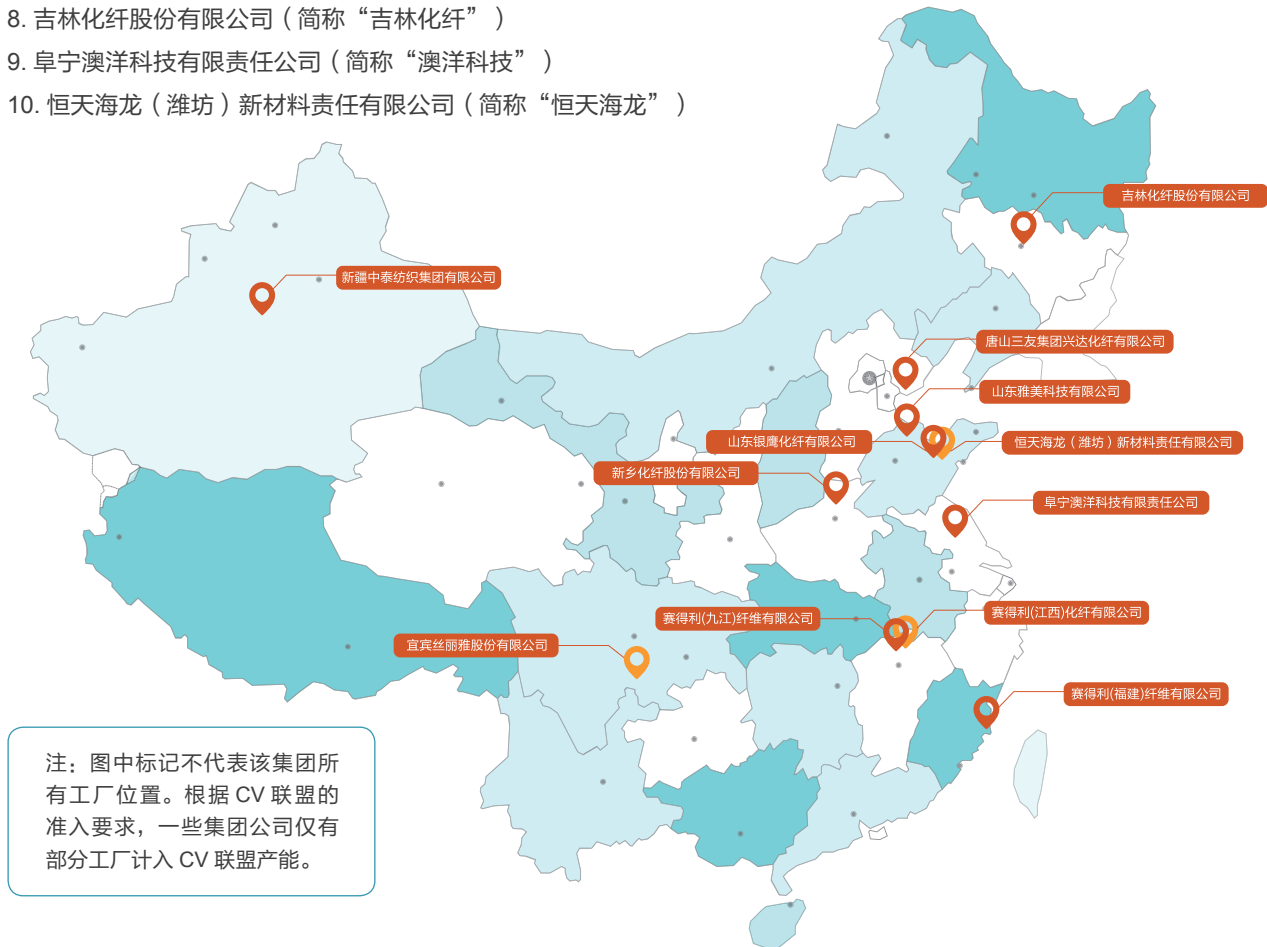 8. 吉林化纤股份有限公司（简称“吉林化纤”）
9. 阜宁澳洋科技有限责任公司（简称“澳洋科技”）
10. 恒天海龙（潍坊）新材料责任有限公司（简称“恒天海龙”）
吉林化纤股份有限公司
新疆中泰纺织集团有限公司
唐山三友集团兴达化纤有限公司
山东雅美科技有限公司
山东银鹰化纤有限公司
恒天海龙（潍坊）新材料责任有限公司
新乡化纤股份有限公司
阜宁澳洋科技有限责任公司
赛得利(九江)纤维有限公司
赛得利(江西)化纤有限公司
宜宾丝丽雅股份有限公司
赛得利(福建)纤维有限公司
注：图中标记不代表该集团所
有工厂位置。根据 CV 联盟的
准入要求，一些集团公司仅有
部分工厂计入 CV 联盟产能。